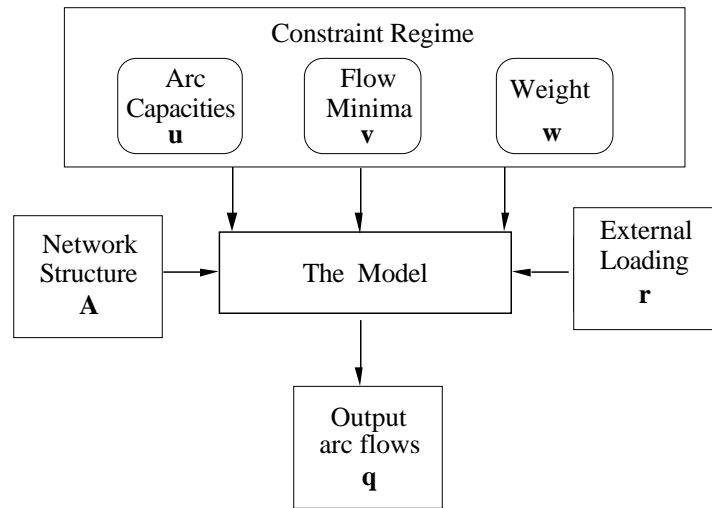 Constraint Regime
Arc
Capacities
u
Flow
Minima
v
Weight
w
Network
Structure
A
The Model
External
Loading
r
Output
arc flows
q